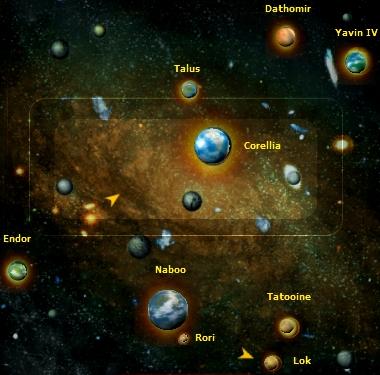 Dathomir
Yavin IV
Talus
Corellia
Endor
Naboo
Tatooine
Rori
Lok